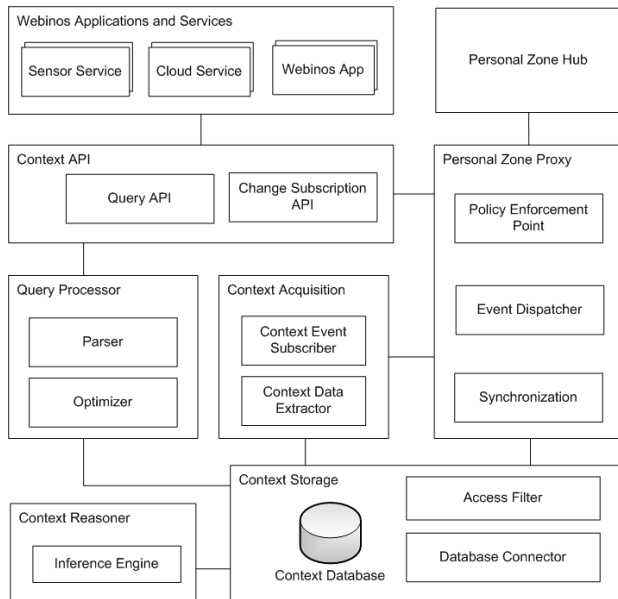 Webinos Applications and Services
Sensor Service
Cloud Service
Webinos App
Personal Zone Hub
Context API
Query API
Change Subscription
API
Personal Zone Proxy
Policy Enforcement
Point
Event Dispatcher
Synchronization
Query Processor
Parser
Optimizer
Context Acquisition
Context Event
Subscriber
Context Data
Extractor
Context Storage
Access Filter
Database Connector
Context Database
Context Reasoner
Inference Engine